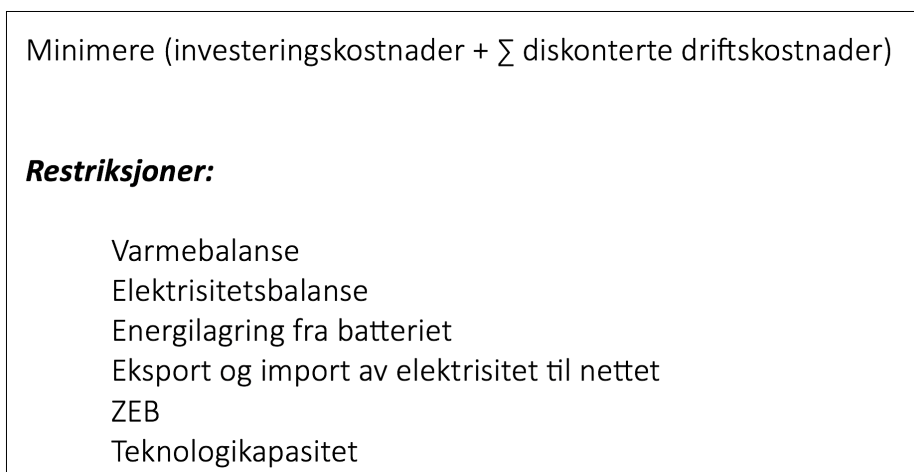 Minimere (investeringskostnader + ∑ diskonterte driftskostnader)
Restriksjoner:
Varmebalanse
Elektrisitetsbalanse
Energilagring fra batteriet
Eksport og import av elektrisitet til nettet
ZEB
Teknologikapasitet